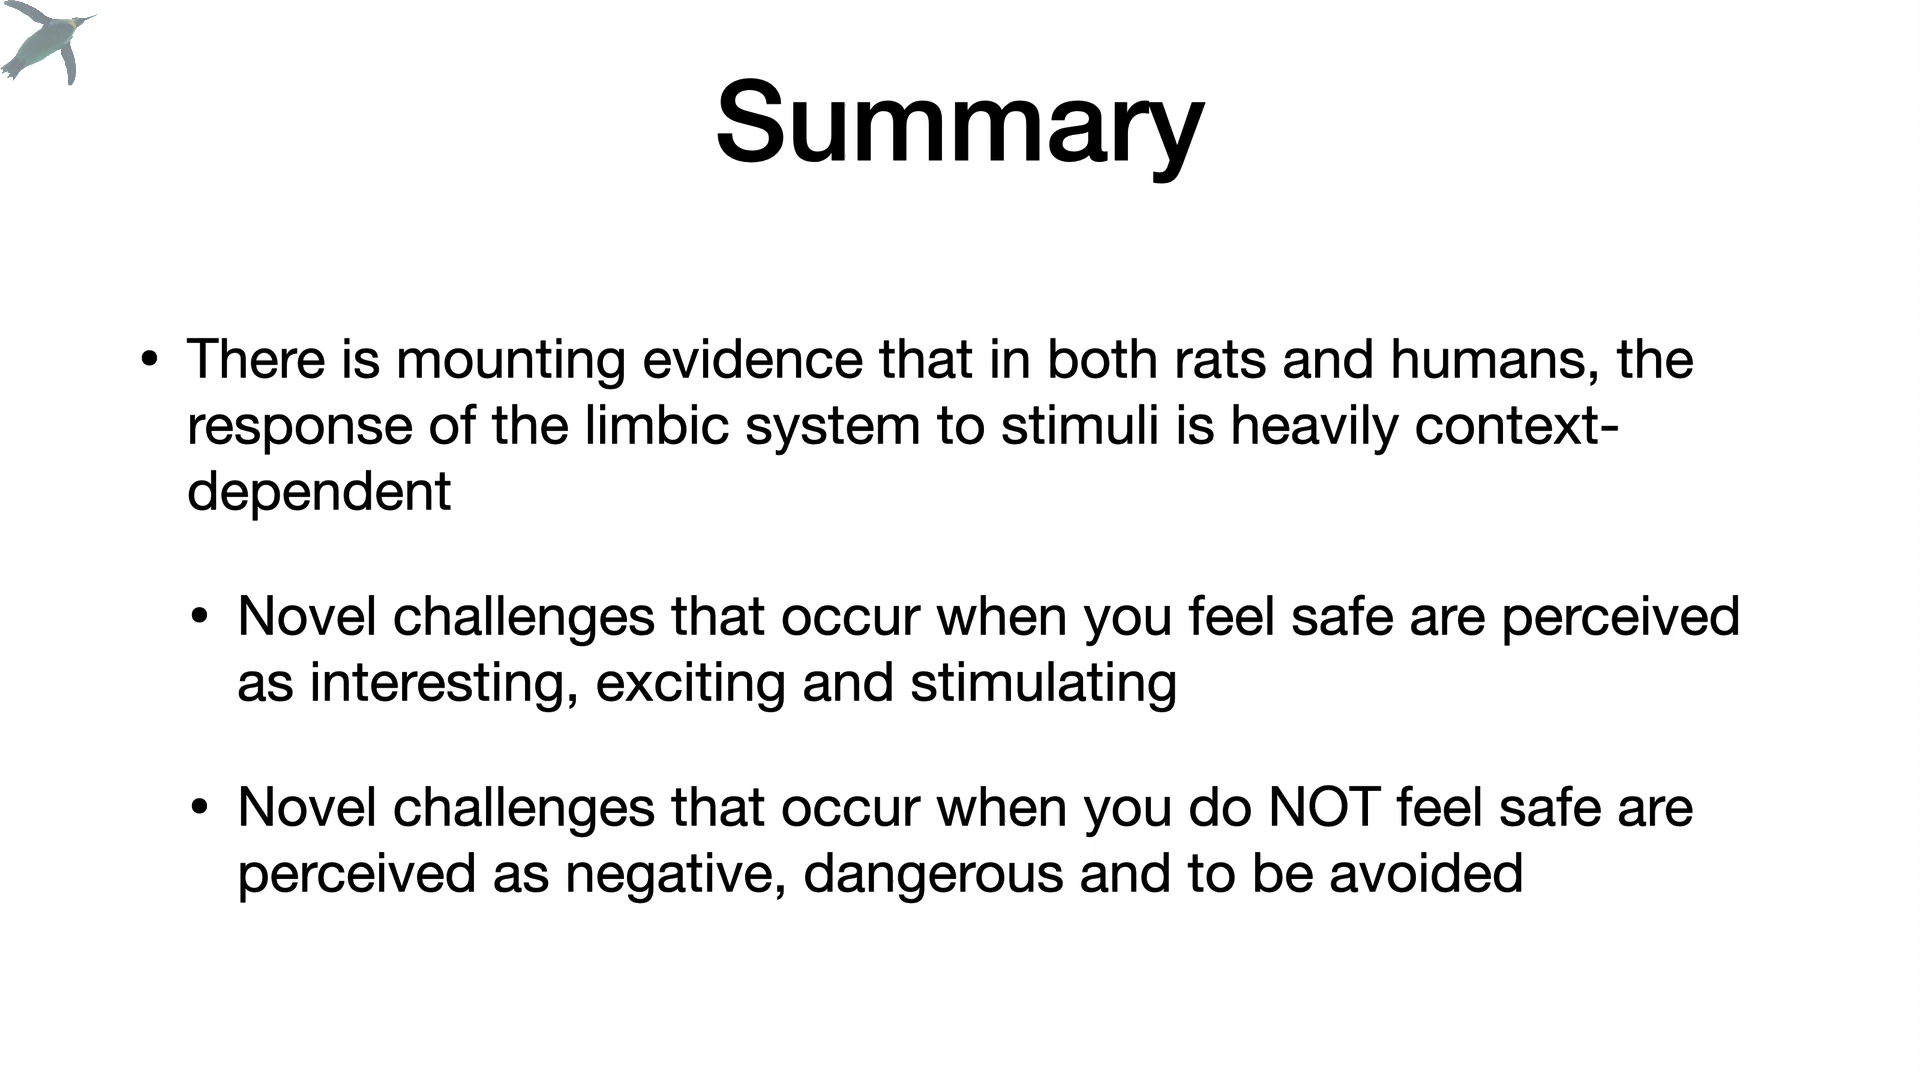 Summary
• There is mounting evidence that in both rats and humans, the
response of the limbic system to stimuli is heavily context-
dependent
• Novel challenges that occur when you feel safe are perceived
as interesting, exciting and stimulating
• Novel challenges that occur when you do NOT feel safe are
perceived as negative, dangerous and to be avoided